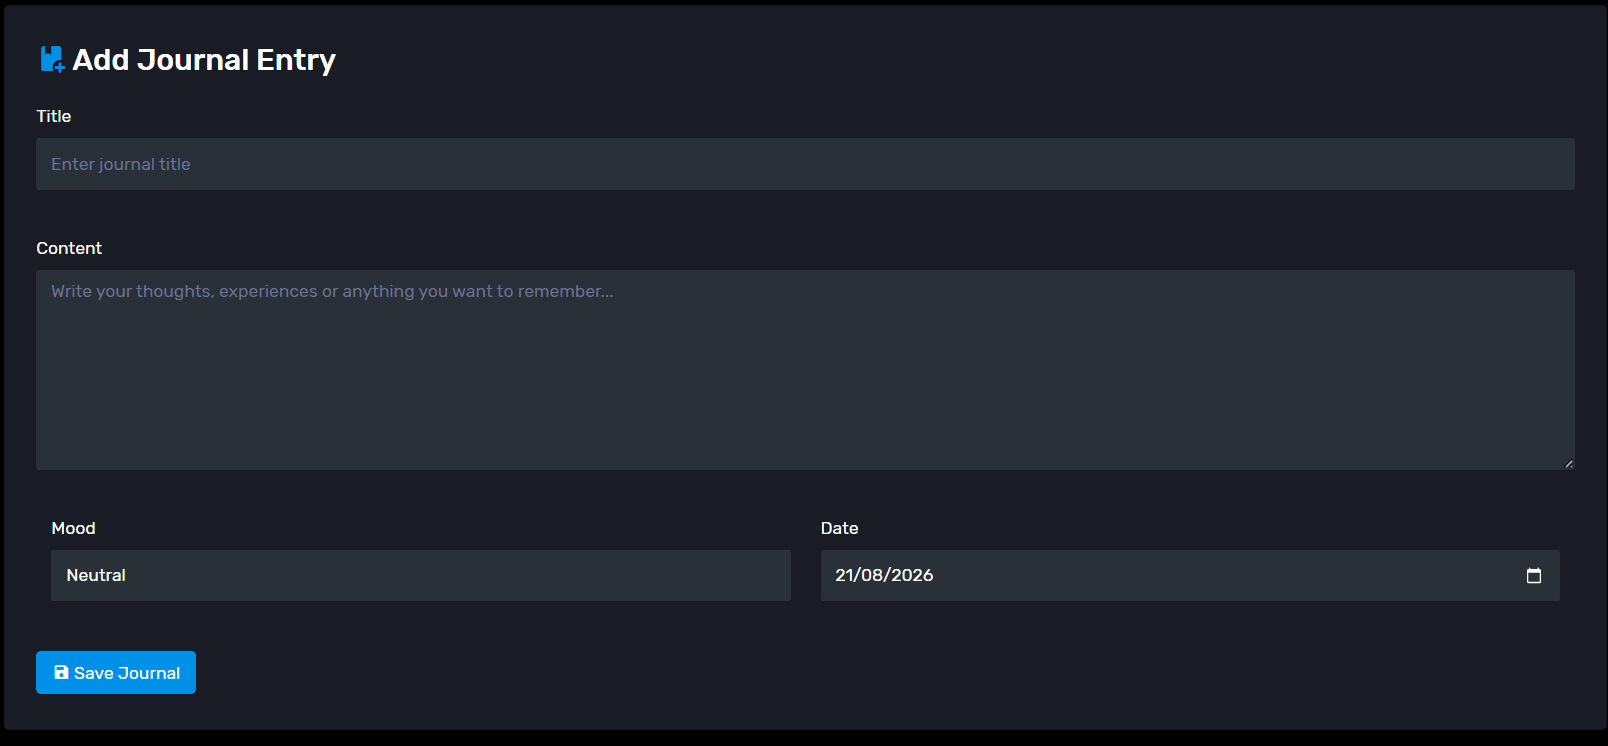 Add Journal Entry
Title
Enter journal title
Content
Write your thoughts, experiences or anything you want to remember...
Mood
Date
Neutral
21/08/2026
Save Journal